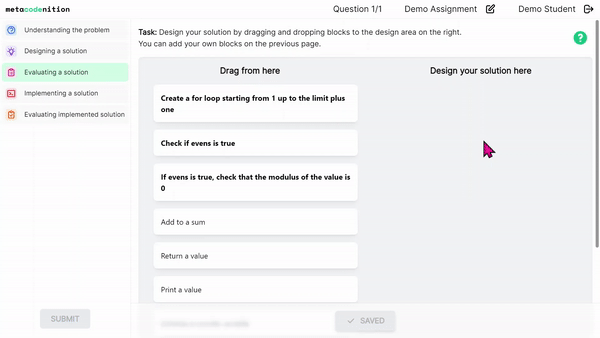 metacodenition
Question 1/1
Demo Assignment
Demo Student
Understanding the problem
Designing a solution
Evaluating a solution
Implementing a solution
Evaluating implemented solution
SUBMIT
Task: Design your solution by dragging and dropping blocks to the design area on the right.
You can add your own blocks on the previous page.
?
Drag from here
Design your solution here
Create a for loop starting from 1 up to the limit plus
one
Check if evens is true
If evens is true, check that the modulus of the value is
0
Add to a sum
Return a value
Print a value
SAVED